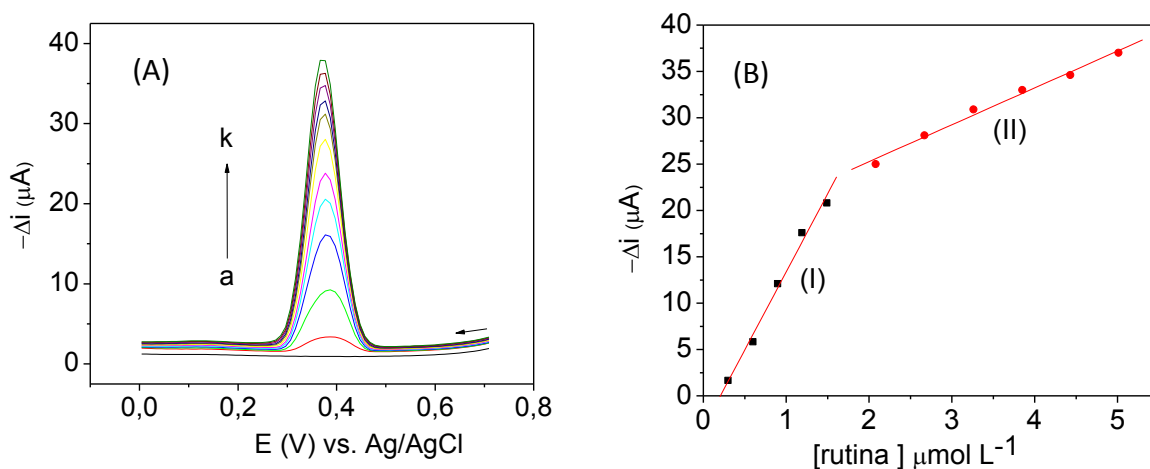 (A)
−Δi (μA)
40
30
20
10
0
k
a
0,0 0,2 0,4 0,6 0,8
E (V) vs. Ag/AgCl
(B)
−Δi (μA)
40
35
30
25
20
15
10
5
0
(II)
(I)
0 1 2 3 4 5
[rutina ] μmol L⁻¹